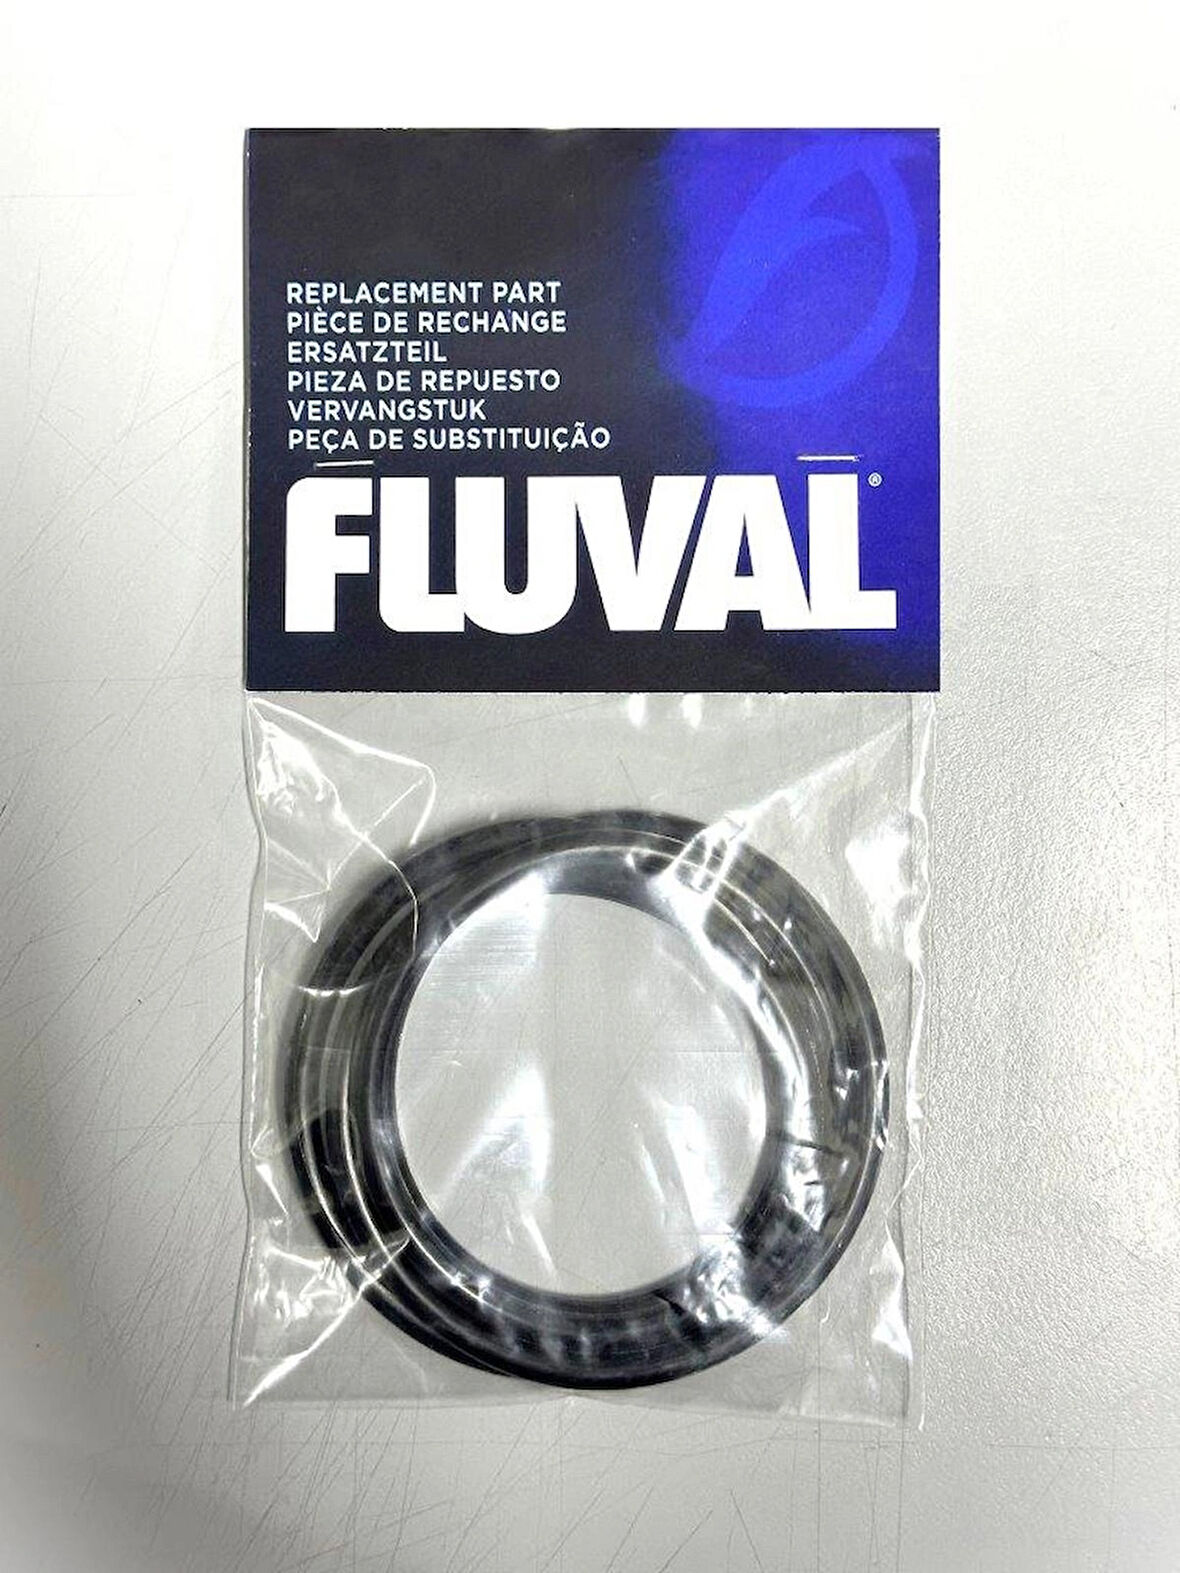 REPLACEMENT PART
PIÈCE DE RECHANGE
ERSATZTEIL
PIEZA DE REPUESTO
VERVANGSTUK
PEÇA DE SUBSTITUIÇÃO
FLUVAL®